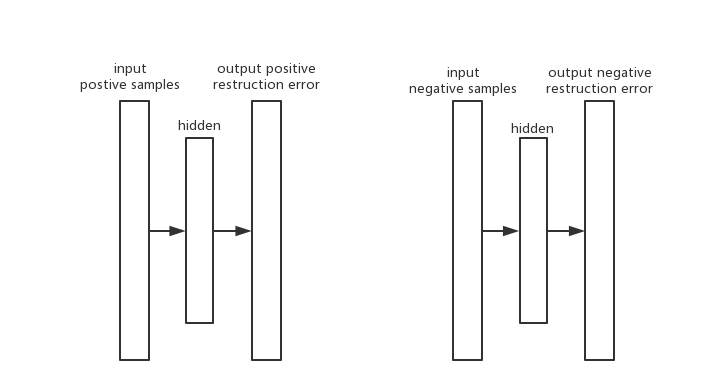 input
postive samples
output positive
restruction error
hidden
input
negative samples
output negative
restruction error
hidden